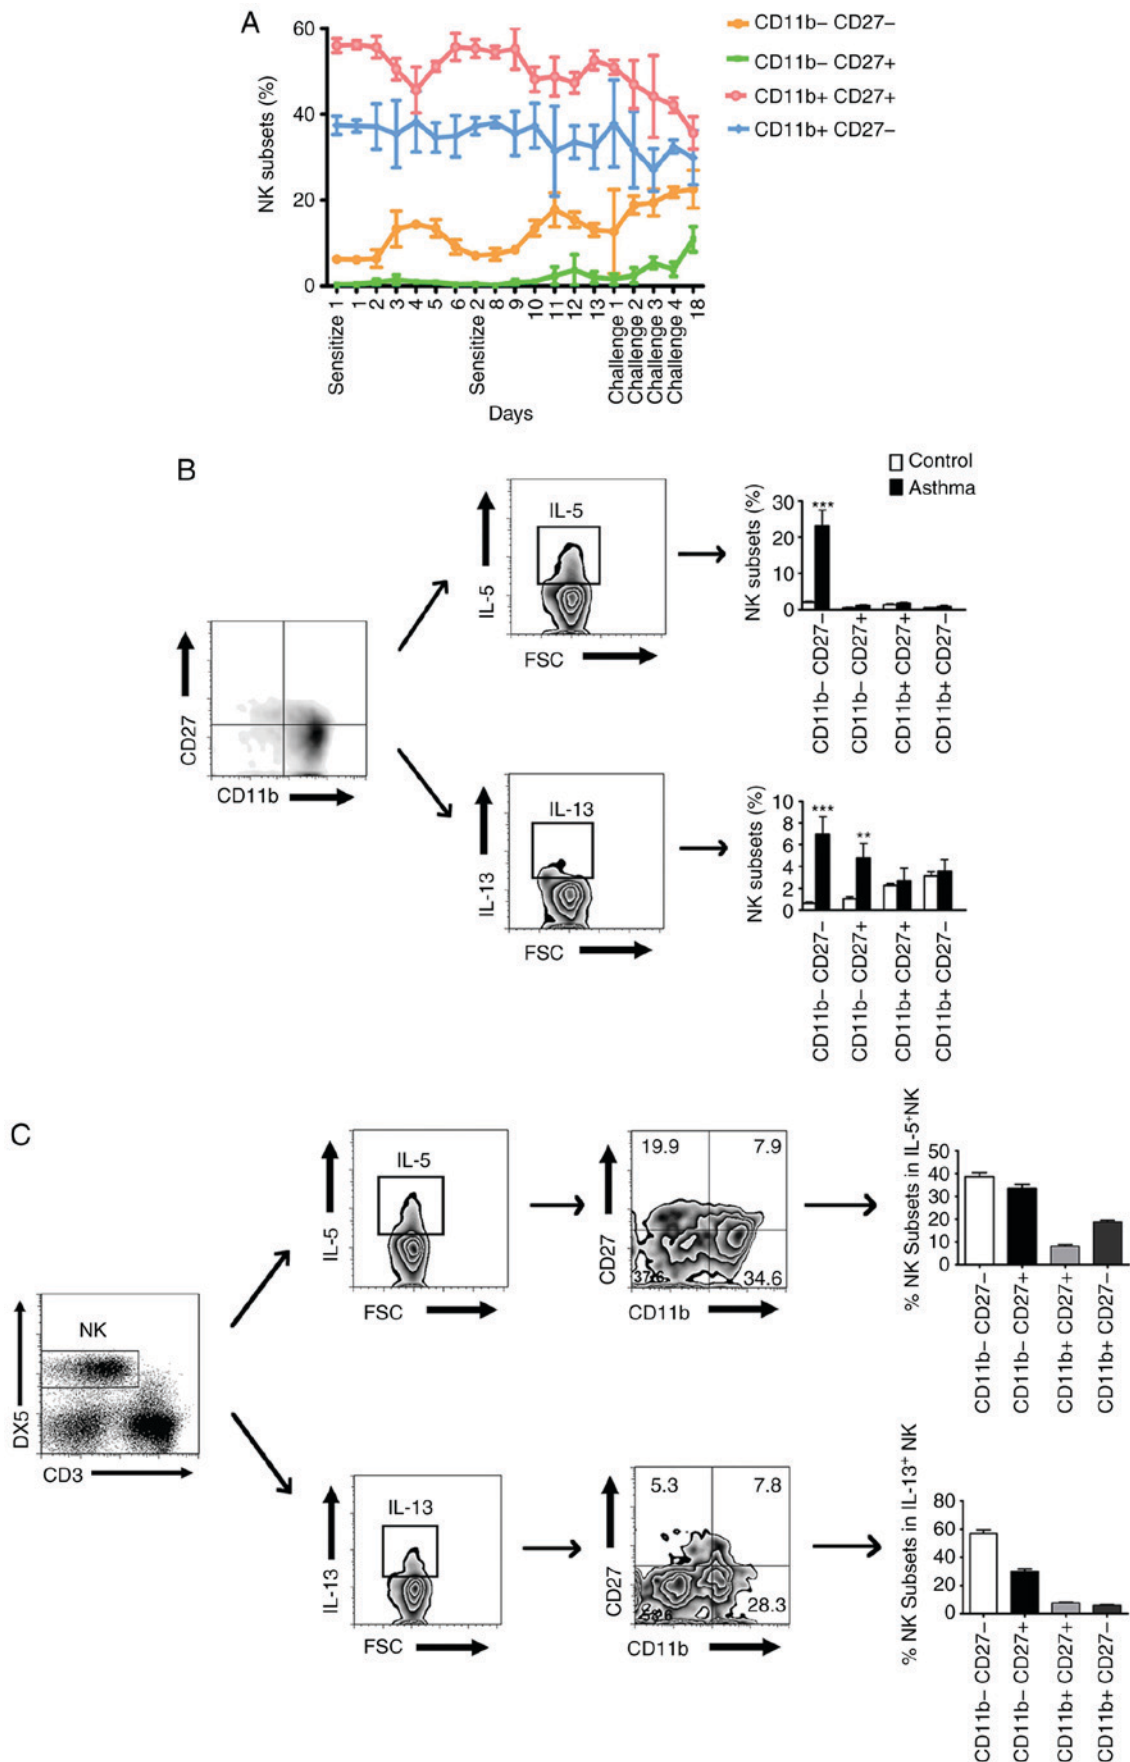 A
CD11b– CD27–
CD11b– CD27+
CD11b+ CD27+
CD11b+ CD27–
NK subsets (%)
60
40
20
0
Sensitize 1
1
2
3
4
5
6
Sensitize 2
8
9
10
11
12
13
Challenge 1
Challenge 2
Challenge 3
Challenge 4
18
Days
B
Control
Asthma
CD27
CD11b
IL-5
IL-5
FSC
NK subsets (%)
30
20
10
0
***
CD11b– CD27–
CD11b– CD27+
CD11b+ CD27+
CD11b+ CD27–
IL-13
IL-13
FSC
NK subsets (%)
10
8
6
4
2
0
***
**
CD11b– CD27–
CD11b– CD27+
CD11b+ CD27+
CD11b+ CD27–
C
NK
DX5
CD3
IL-5
IL-5
FSC
19.9 7.9
37.6 34.6
CD27
CD11b
% NK Subsets in IL-5⁺NK
50
40
30
20
10
0
CD11b– CD27–
CD11b– CD27+
CD11b+ CD27+
CD11b+ CD27–
IL-13
IL-13
FSC
5.3 7.8
28.3
CD27
CD11b
% NK Subsets in IL-13⁺ NK
80
60
40
20
0
CD11b– CD27–
CD11b– CD27+
CD11b+ CD27+
CD11b+ CD27–